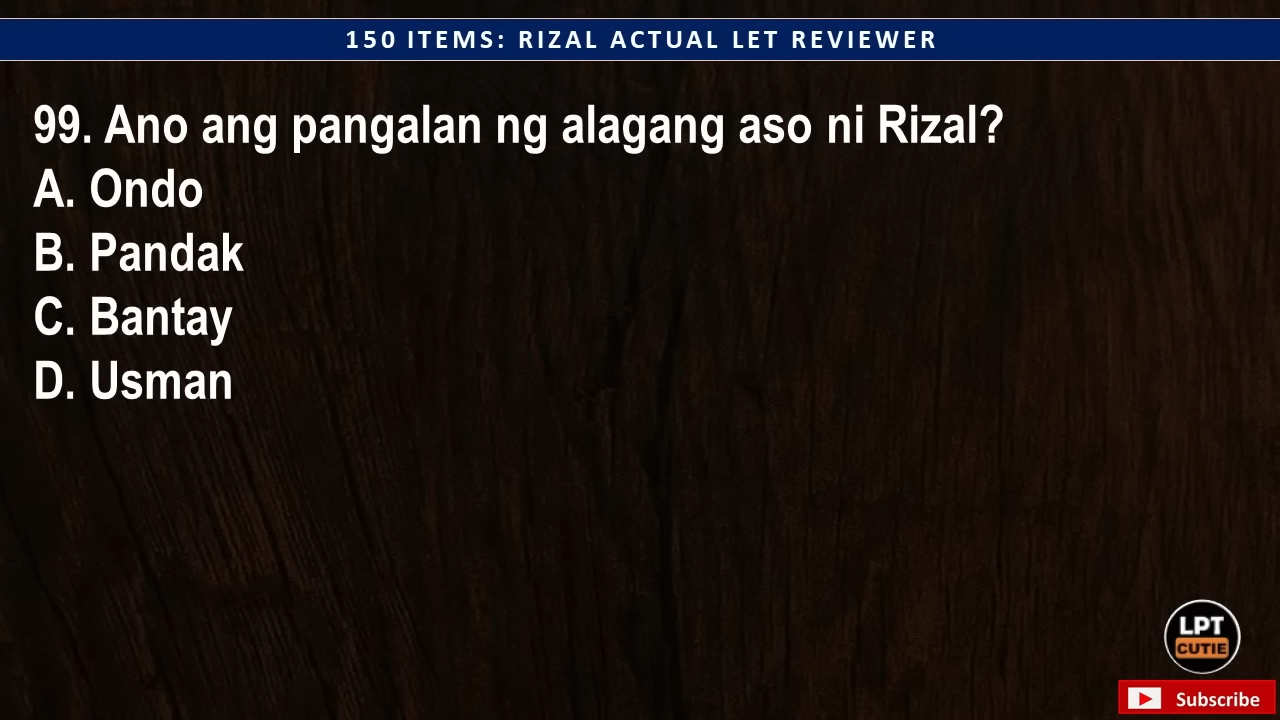 150 ITEMS: RIZAL ACTUAL LET REVIEWER
99. Ano ang pangalan ng alagang aso ni Rizal?
A. Ondo
B. Pandak
C. Bantay
D. Usman
LPT
CUTIE
Subscribe